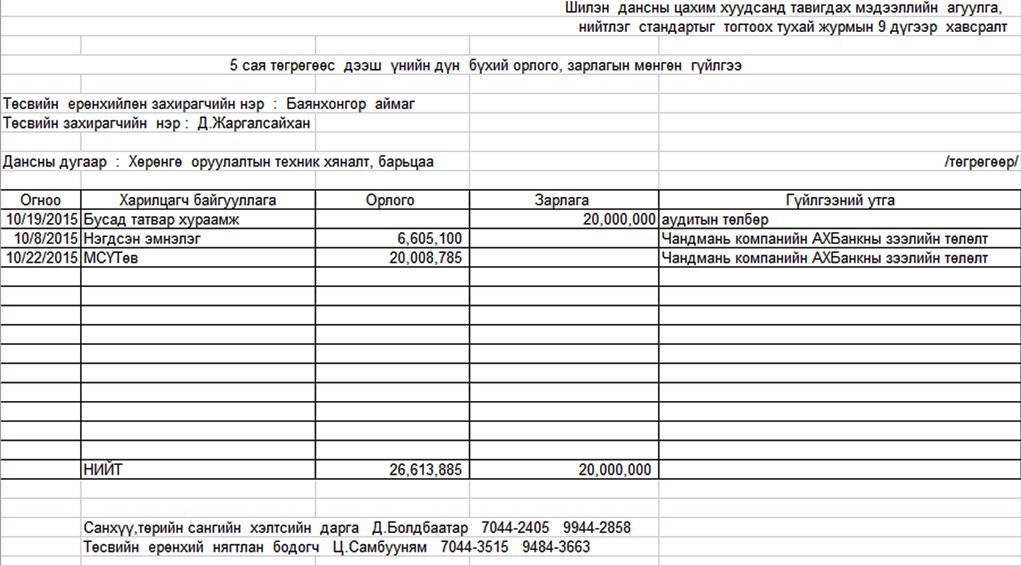 Шилэн дансны цахим хуудсанд тавигдах мэдээллийн агуулга,
нийтлэг стандартыг тогтоох тухай журмын 9 дүгээр хавсралт
5 сая төгрөгөөс дээш үнийн дүн бүхий орлого, зарлагын мөнгөн гүйлгээ
Төсвийн ерөнхийлөн захирагчийн нэр : Баянхонгор аймаг
Төсвийн захирагчийн нэр : Д.Жаргалсайхан
Дансны дугаар : Хөрөнгө оруулалтын техник хяналт, барьцаа /төгрөгөөр/
Огноо Харилцагч байгууллага Орлого Зарлага Гүйлгээний утга
10/19/2015 Бусад татвар хураамж 20,000,000 аудитын төлбөр
10/8/2015 Нэгдсэн эмнэлэг 6,605,100 Чандмань компанийн АХБанкны зээлийн төлөлт
10/22/2015 МСҮТөв 20,008,785 Чандмань компанийн АХБанкны зээлийн төлөлт
НИЙТ 26,613,885 20,000,000
Санхүү,төрийн сангийн хэлтсийн дарга Д.Болдбаатар 7044-2405 9944-2858
Төсвийн ерөнхий нягтлан бодогч Ц.Самбууням 7044-3515 9484-3663